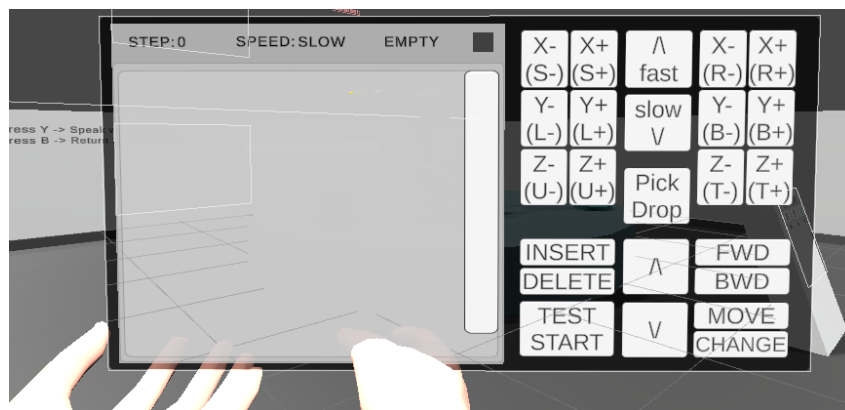 STEP:0 SPEED:SLOW EMPTY
ress Y -> Speak
ress B -> Return
X-
(S-)
X+
(S+)
/\
fast
X-
(R-)
X+
(R+)
Y-
(L-)
Y+
(L+)
slow
\/
Y-
(B-)
Y+
(B+)
Z-
(U-)
Z+
(U+)
Pick
Drop
Z-
(T-)
Z+
(T+)
INSERT
DELETE
/\
FWD
BWD
TEST
START
\/
MOVE
CHANGE